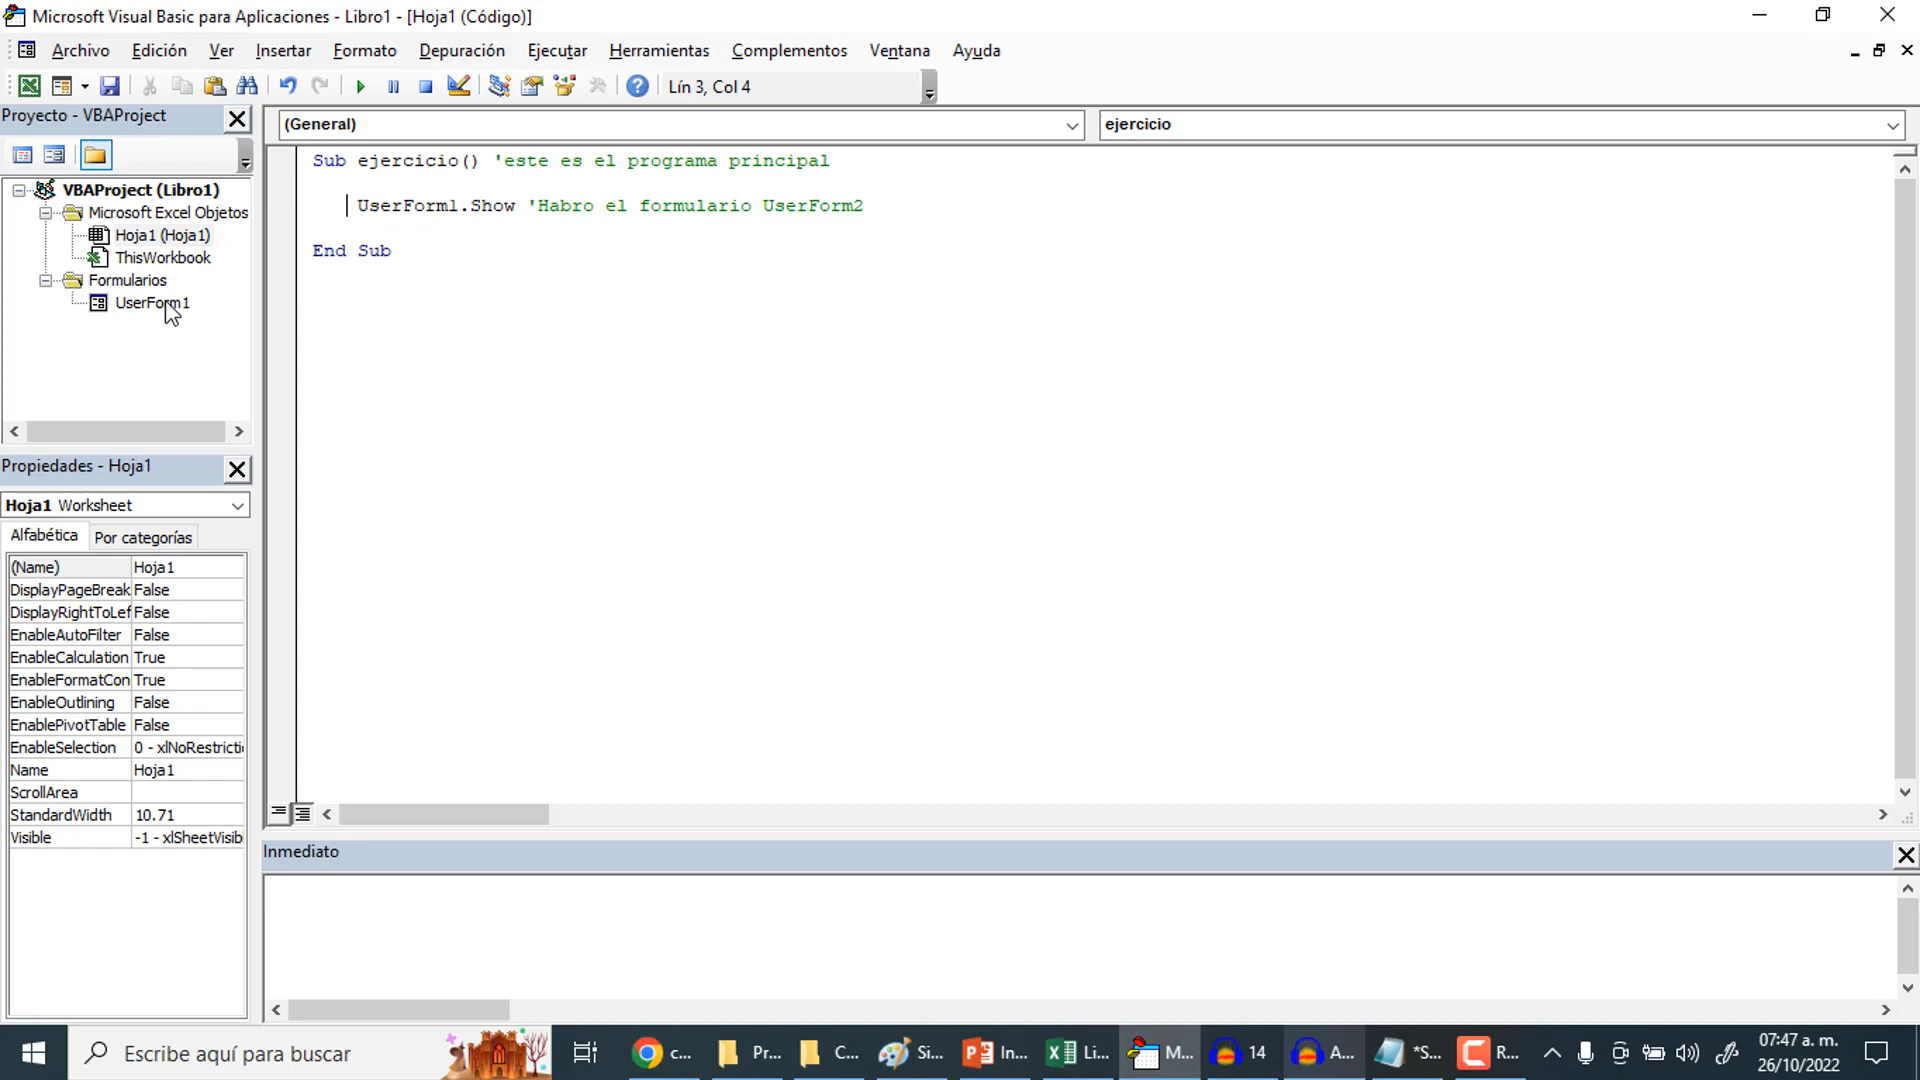 Microsoft Visual Basic para Aplicaciones - Libro1 - [Hoja1 (Código)]
Archivo Edición Ver Insertar Formato Depuración Ejecutar Herramientas Complementos Ventana Ayuda
Lín 3, Col 4
Proyecto - VBAProject
(General)
ejercicio
VBAProject (Libro1)
Microsoft Excel Objetos
Hoja1 (Hoja1)
ThisWorkbook
Formularios
UserForm1
Sub ejercicio() 'este es el programa principal
UserForm1.Show 'Habro el formulario UserForm2
End Sub
Propiedades - Hoja1
Hoja1 Worksheet
Alfabética Por categorías
(Name) Hoja1
DisplayPageBreak False
DisplayRightToLef False
EnableAutoFilter False
EnableCalculation True
EnableFormatCon True
EnableOutlining False
EnablePivotTable False
EnableSelection 0 - xlNoRestricti
Name Hoja1
ScrollArea
StandardWidth 10.71
Visible -1 - xlSheetVisib
Inmediato
Escribe aquí para buscar
c... Pr... C... Si... In... Li... M... 14 A... *S... R...
07:47 a. m.
26/10/2022